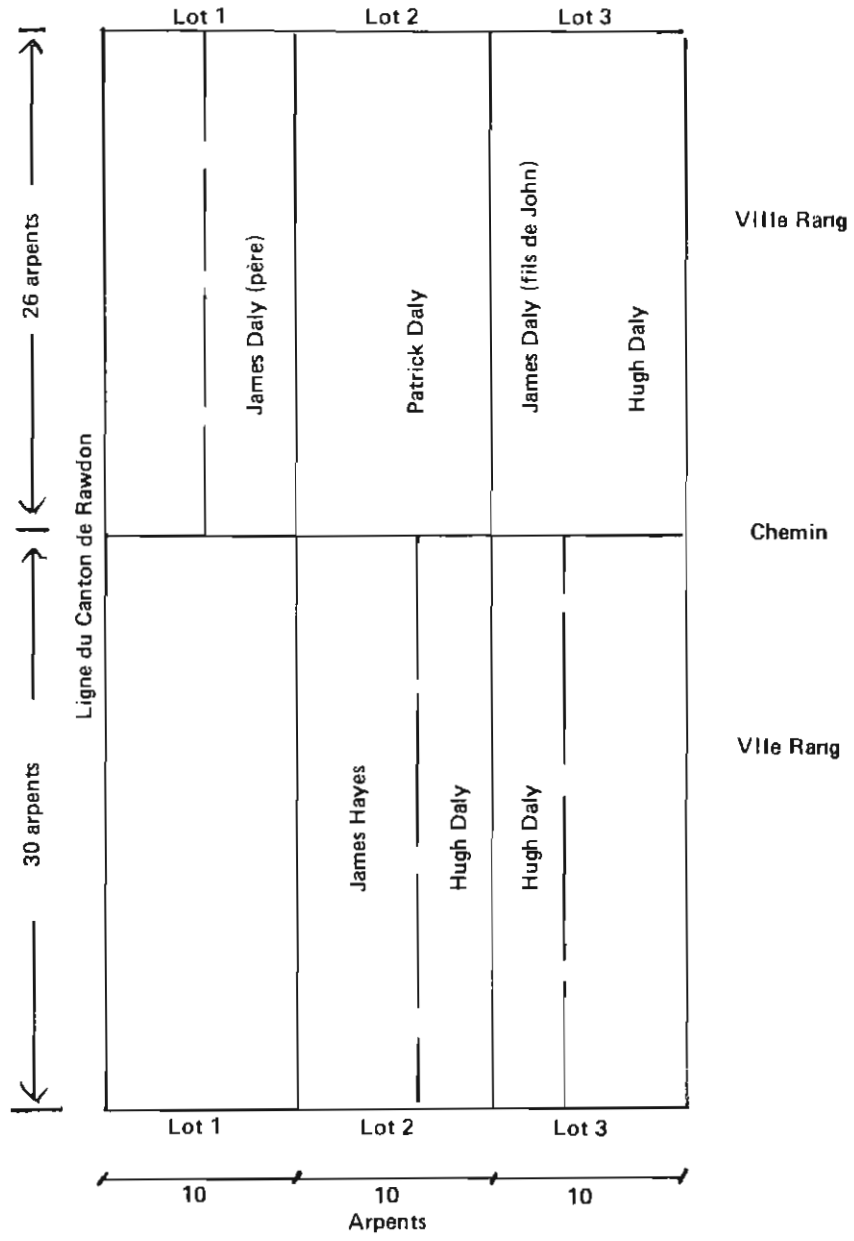 Lot 1
Lot 2
Lot 3
26 arpents
James Daly (père)
Patrick Daly
James Daly (fils de John)
Hugh Daly
VIIIe Rang
Ligne du Canton de Rawdon
Chemin
30 arpents
James Hayes
Hugh Daly
Hugh Daly
VIIe Rang
Lot 1
Lot 2
Lot 3
10
10
10
Arpents